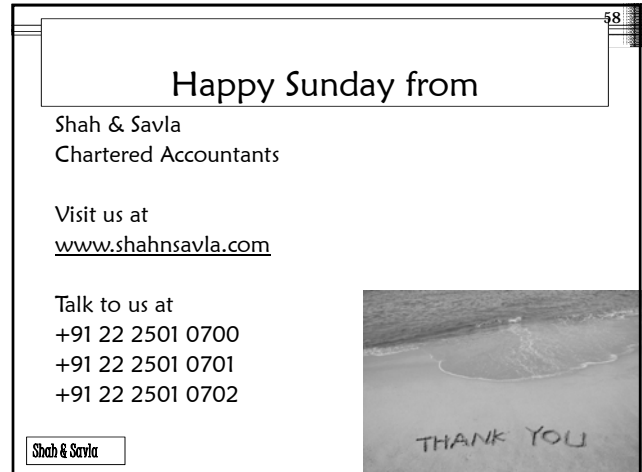 58
Happy Sunday from
Shah & Savla
Chartered Accountants
Visit us at
www.shahnsavla.com
Talk to us at
+91 22 2501 0700
+91 22 2501 0701
+91 22 2501 0702
THANK YOU
Shah & Savla